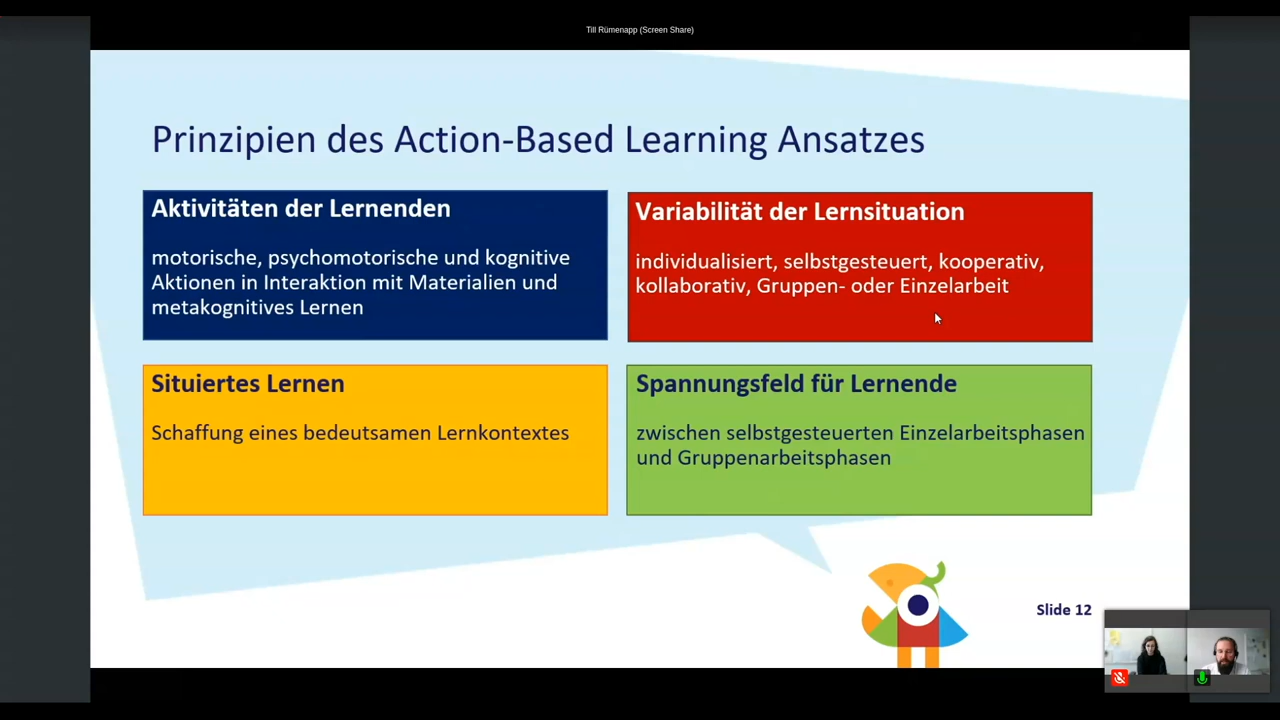 Till Rümenapp (Screen Share)
Prinzipien des Action-Based Learning Ansatzes
Aktivitäten der Lernenden
motorische, psychomotorische und kognitive
Aktionen in Interaktion mit Materialien und
metakognitives Lernen
Variabilität der Lernsituation
individualisiert, selbstgesteuert, kooperativ,
kollaborativ, Gruppen- oder Einzelarbeit
Situiertes Lernen
Schaffung eines bedeutsamen Lernkontextes
Spannungsfeld für Lernende
zwischen selbstgesteuerten Einzelarbeitsphasen
und Gruppenarbeitsphasen
Slide 12